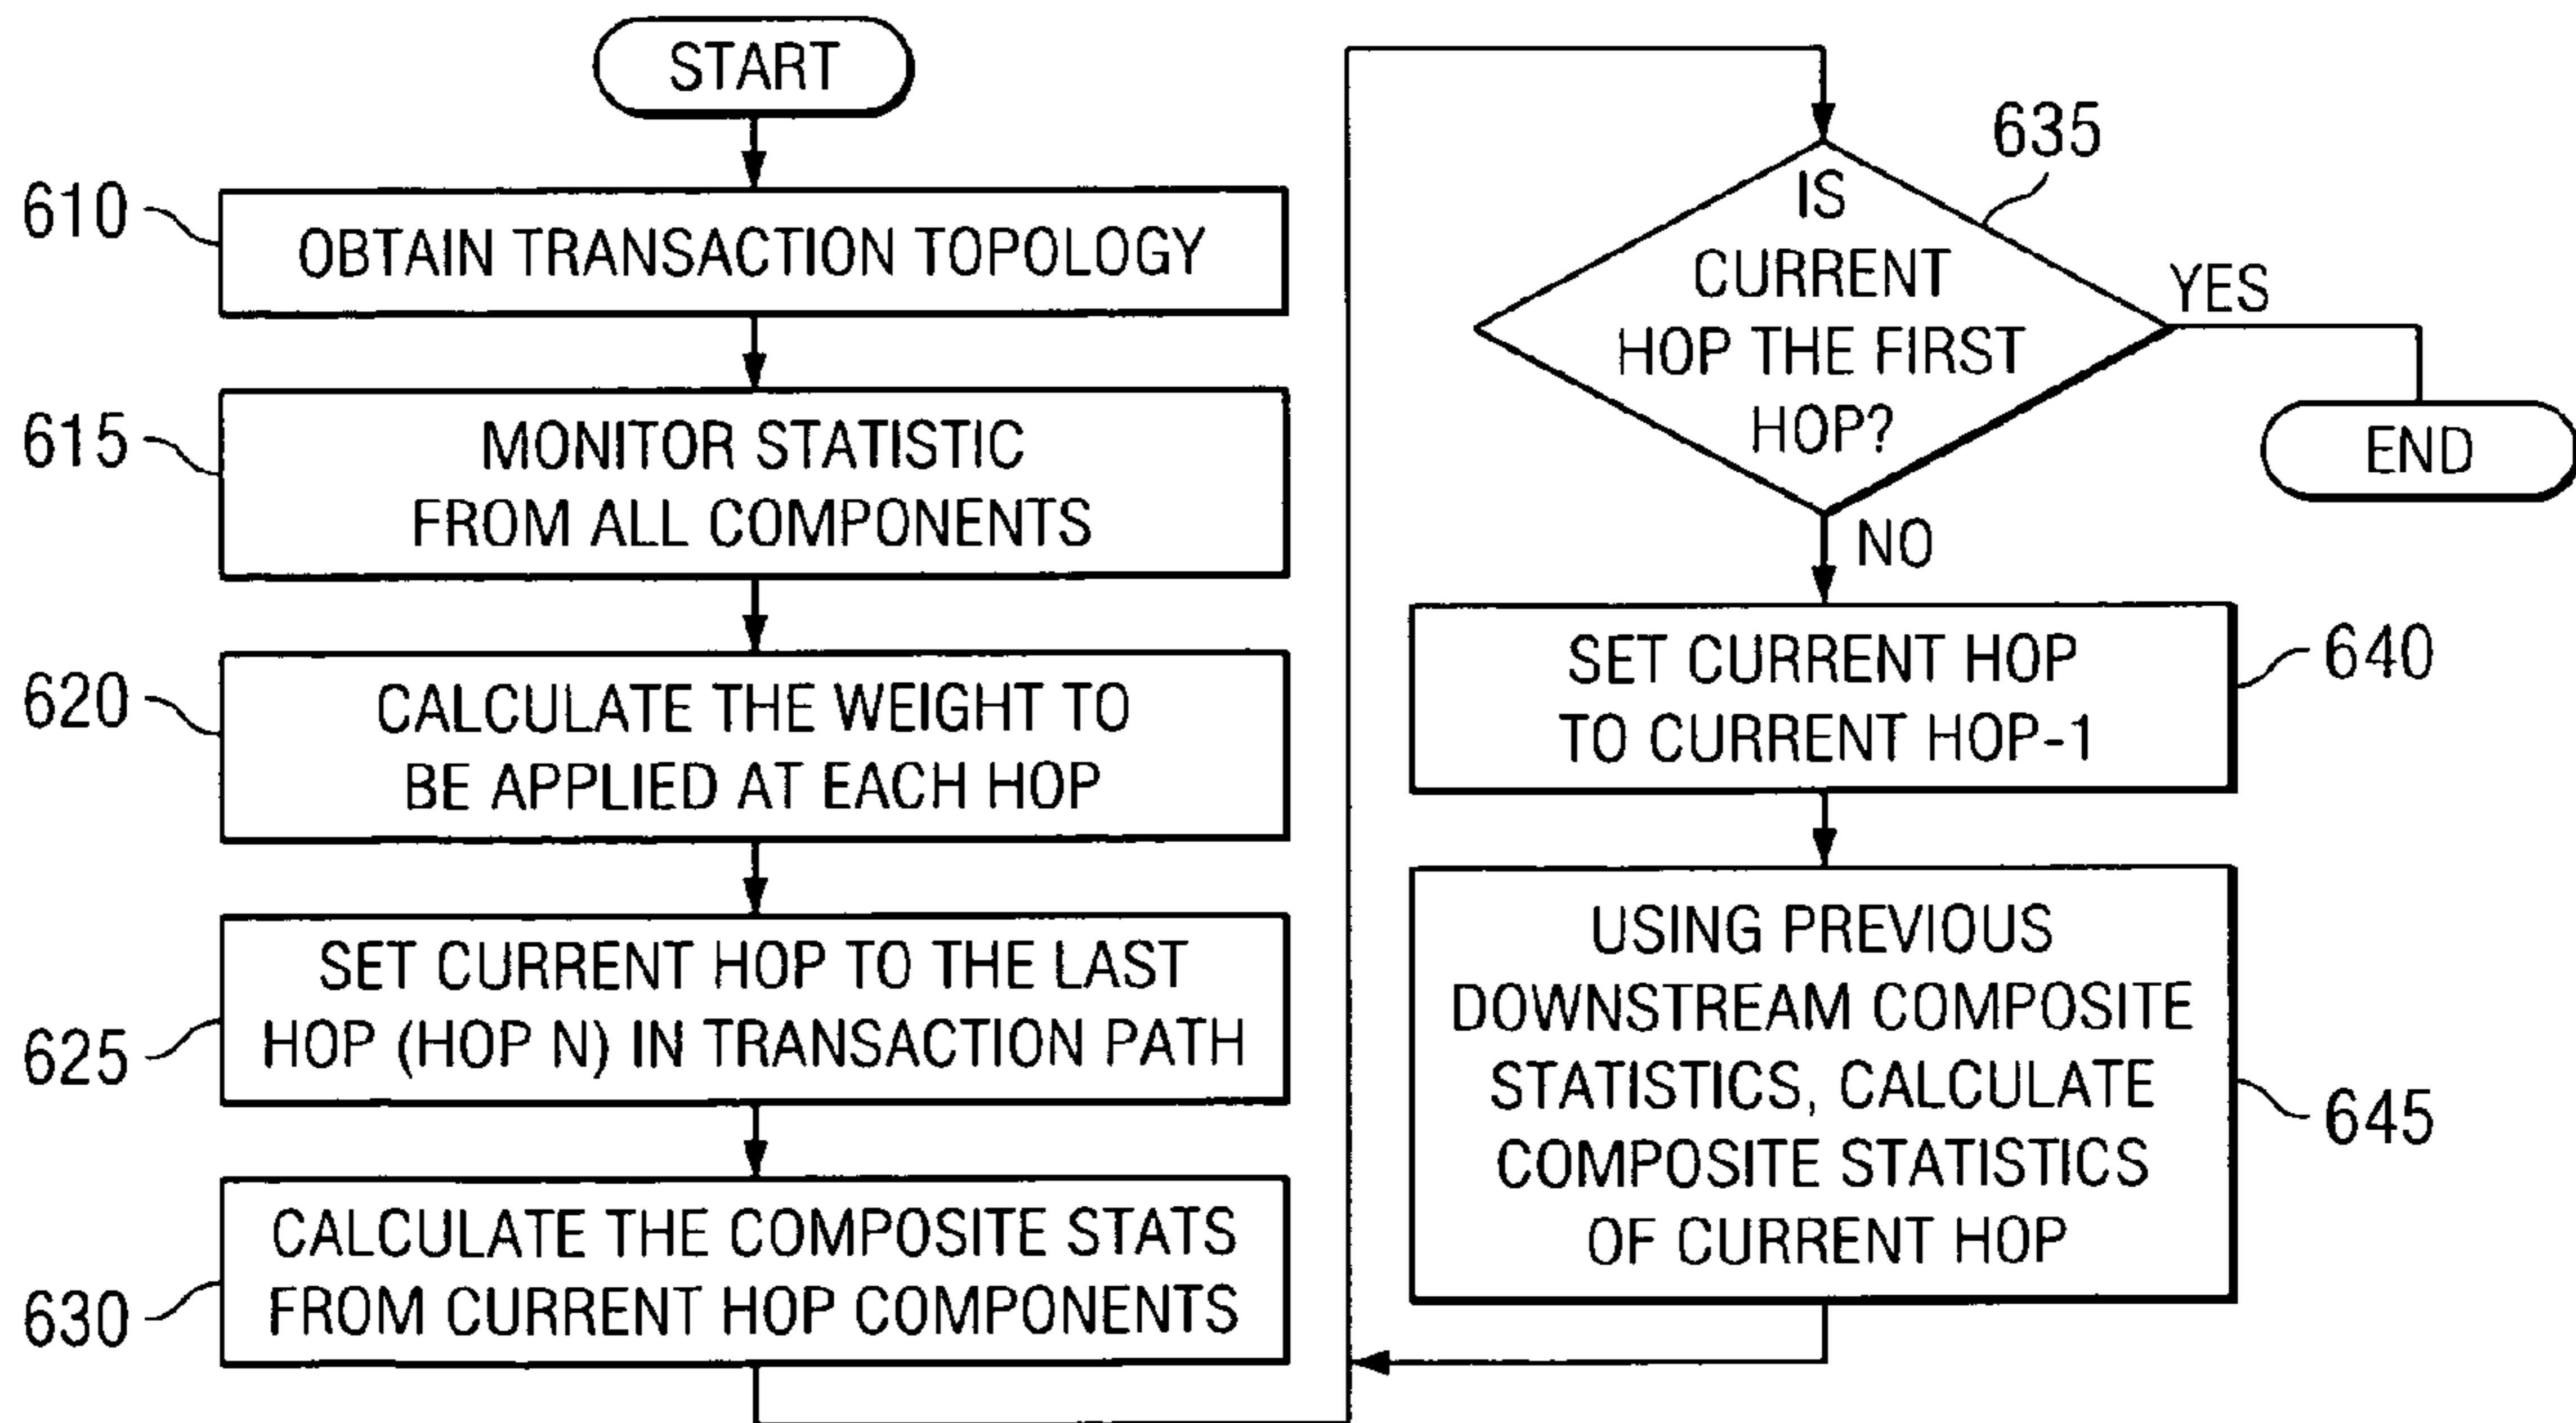 START
610
OBTAIN TRANSACTION TOPOLOGY
615
MONITOR STATISTIC
FROM ALL COMPONENTS
620
CALCULATE THE WEIGHT TO
BE APPLIED AT EACH HOP
625
SET CURRENT HOP TO THE LAST
HOP (HOP N) IN TRANSACTION PATH
630
CALCULATE THE COMPOSITE STATS
FROM CURRENT HOP COMPONENTS
635
IS
CURRENT
HOP THE FIRST
HOP?
YES
END
NO
640
SET CURRENT HOP
TO CURRENT HOP-1
645
USING PREVIOUS
DOWNSTREAM COMPOSITE
STATISTICS, CALCULATE
COMPOSITE STATISTICS
OF CURRENT HOP